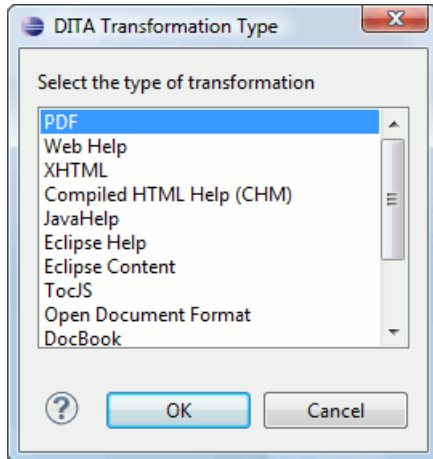 DITA Transformation Type
Select the type of transformation
PDF
Web Help
XHTML
Compiled HTML Help (CHM)
JavaHelp
Eclipse Help
Eclipse Content
TocJS
Open Document Format
DocBook
?
OK Cancel